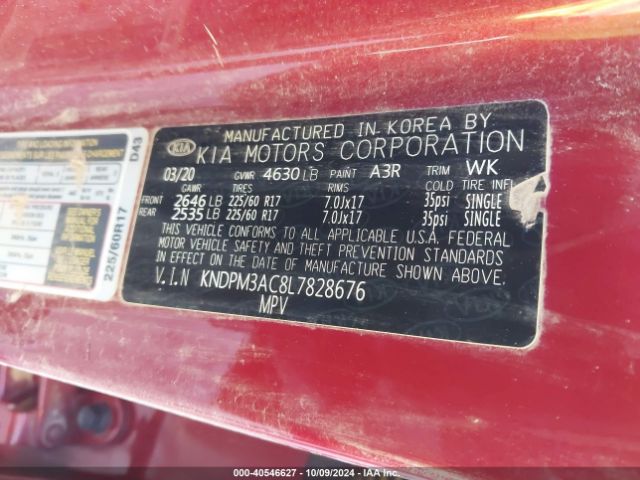 MANUFACTURED IN KOREA BY
KIA KIA MOTORS CORPORATION
03/20 GVWR 4630 LB PAINT A3R TRIM WK
GAWR TIRES RIMS COLD TIRE INF
FRONT 2646 LB 225/60 R17 7.0Jx17 35psi SINGLE
REAR 2535 LB 225/60 R17 7.0Jx17 35psi SINGLE
THIS VEHICLE CONFORMS TO ALL APPLICABLE U.S.A. FEDERAL
MOTOR VEHICLE SAFETY AND THEFT PREVENTION STANDARDS
IN EFFECT ON THE DATE OF MANUFACTURE SHOWN ABOVE.
V.I.N KNDPM3AC8L7828676
MPV
D43
225/60R17
000-40546627 - 10/09/2024 - IAA Inc.